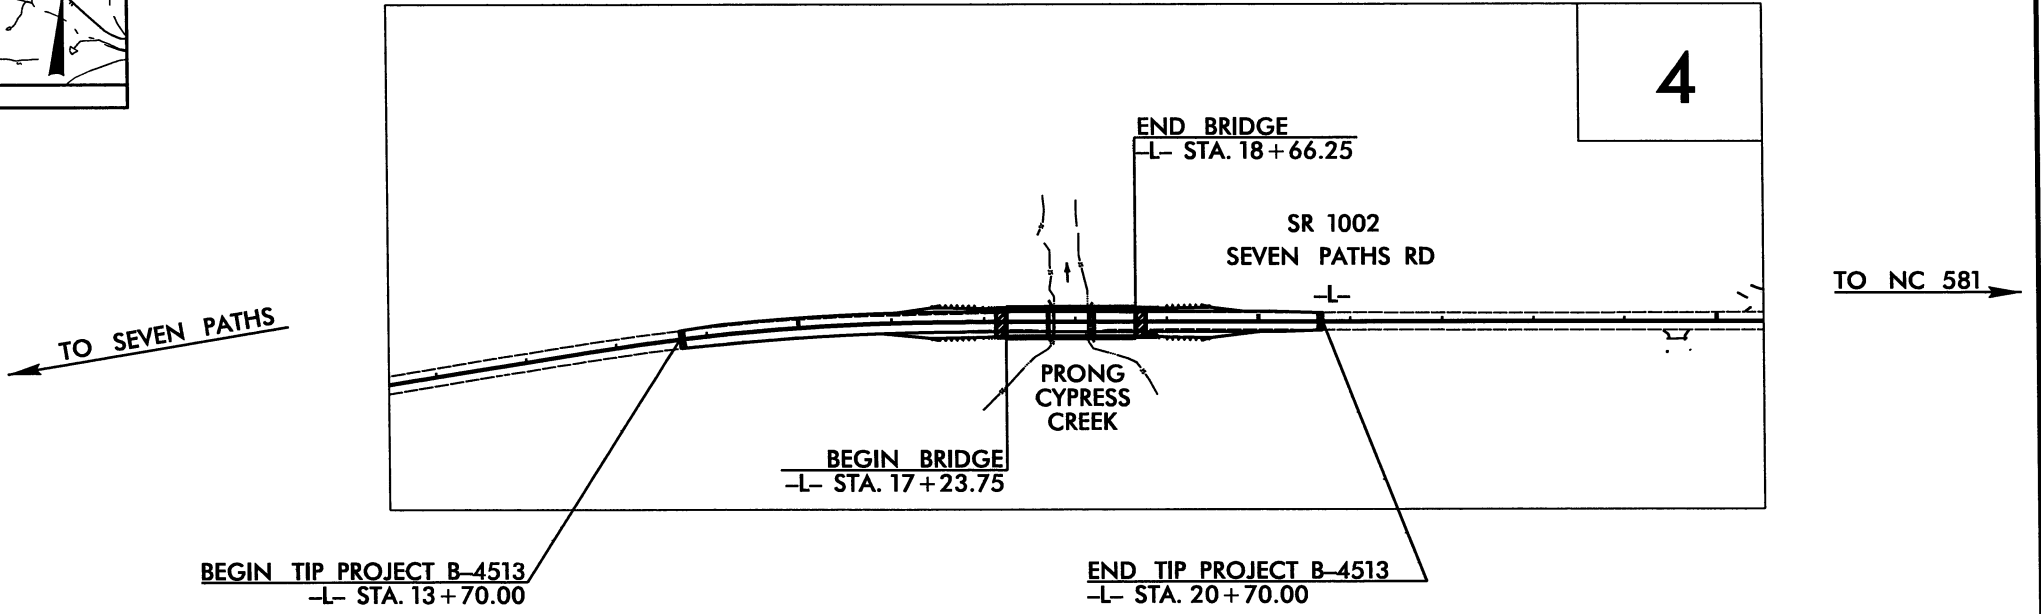 4
END BRIDGE
-L- STA. 18+66.25
SR 1002
SEVEN PATHS RD
-L-
TO NC 581
TO SEVEN PATHS
PRONG
CYPRESS
CREEK
BEGIN BRIDGE
-L- STA. 17+23.75
BEGIN TIP PROJECT B-4513
-L- STA. 13+70.00
END TIP PROJECT B-4513
-L- STA. 20+70.00